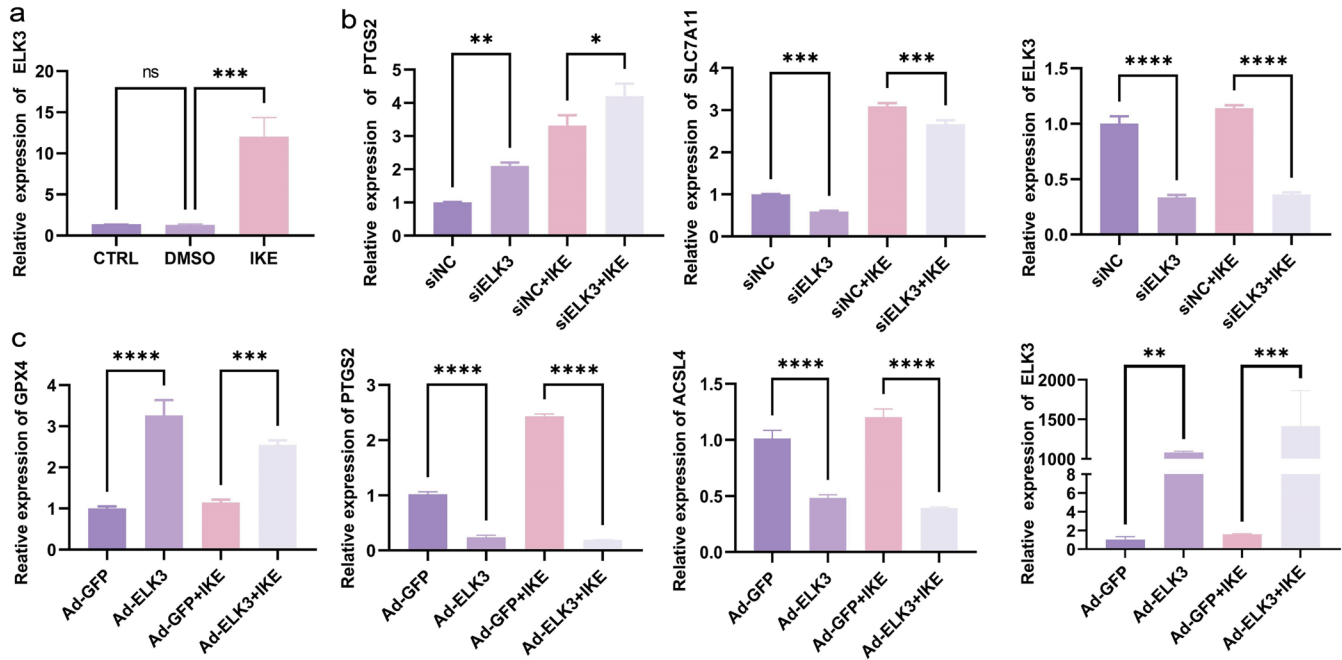 a
Relative expression of ELK3
20
15
10
5
0
ns
***
CTRL DMSO IKE
b
Relative expression of PTGS2
5
4
3
2
1
0
**
*
siNC
siELK3
siNC+IKE
siELK3+IKE
Relative expression of SLC7A11
4
3
2
1
0
***
***
siNC
siELK3
siNC+IKE
siELK3+IKE
Relative expression of ELK3
1.5
1.0
0.5
0.0
****
****
siNC
siELK3
siNC+IKE
siELK3+IKE
c
Reative expression of GPX4
4
3
2
1
0
****
***
Ad-GFP
Ad-ELK3
Ad-GFP+IKE
Ad-ELK3+IKE
Relative expression of PTGS2
3
2
1
0
****
****
Ad-GFP
Ad-ELK3
Ad-GFP+IKE
Ad-ELK3+IKE
Relative expression of ACSL4
1.5
1.0
0.5
0.0
****
****
Ad-GFP
Ad-ELK3
Ad-GFP+IKE
Ad-ELK3+IKE
Relative expression of ELK3
2000
1500
1000
8
6
4
2
0
**
***
Ad-GFP
Ad-ELK3
Ad-GFP+IKE
Ad-ELK3+IKE